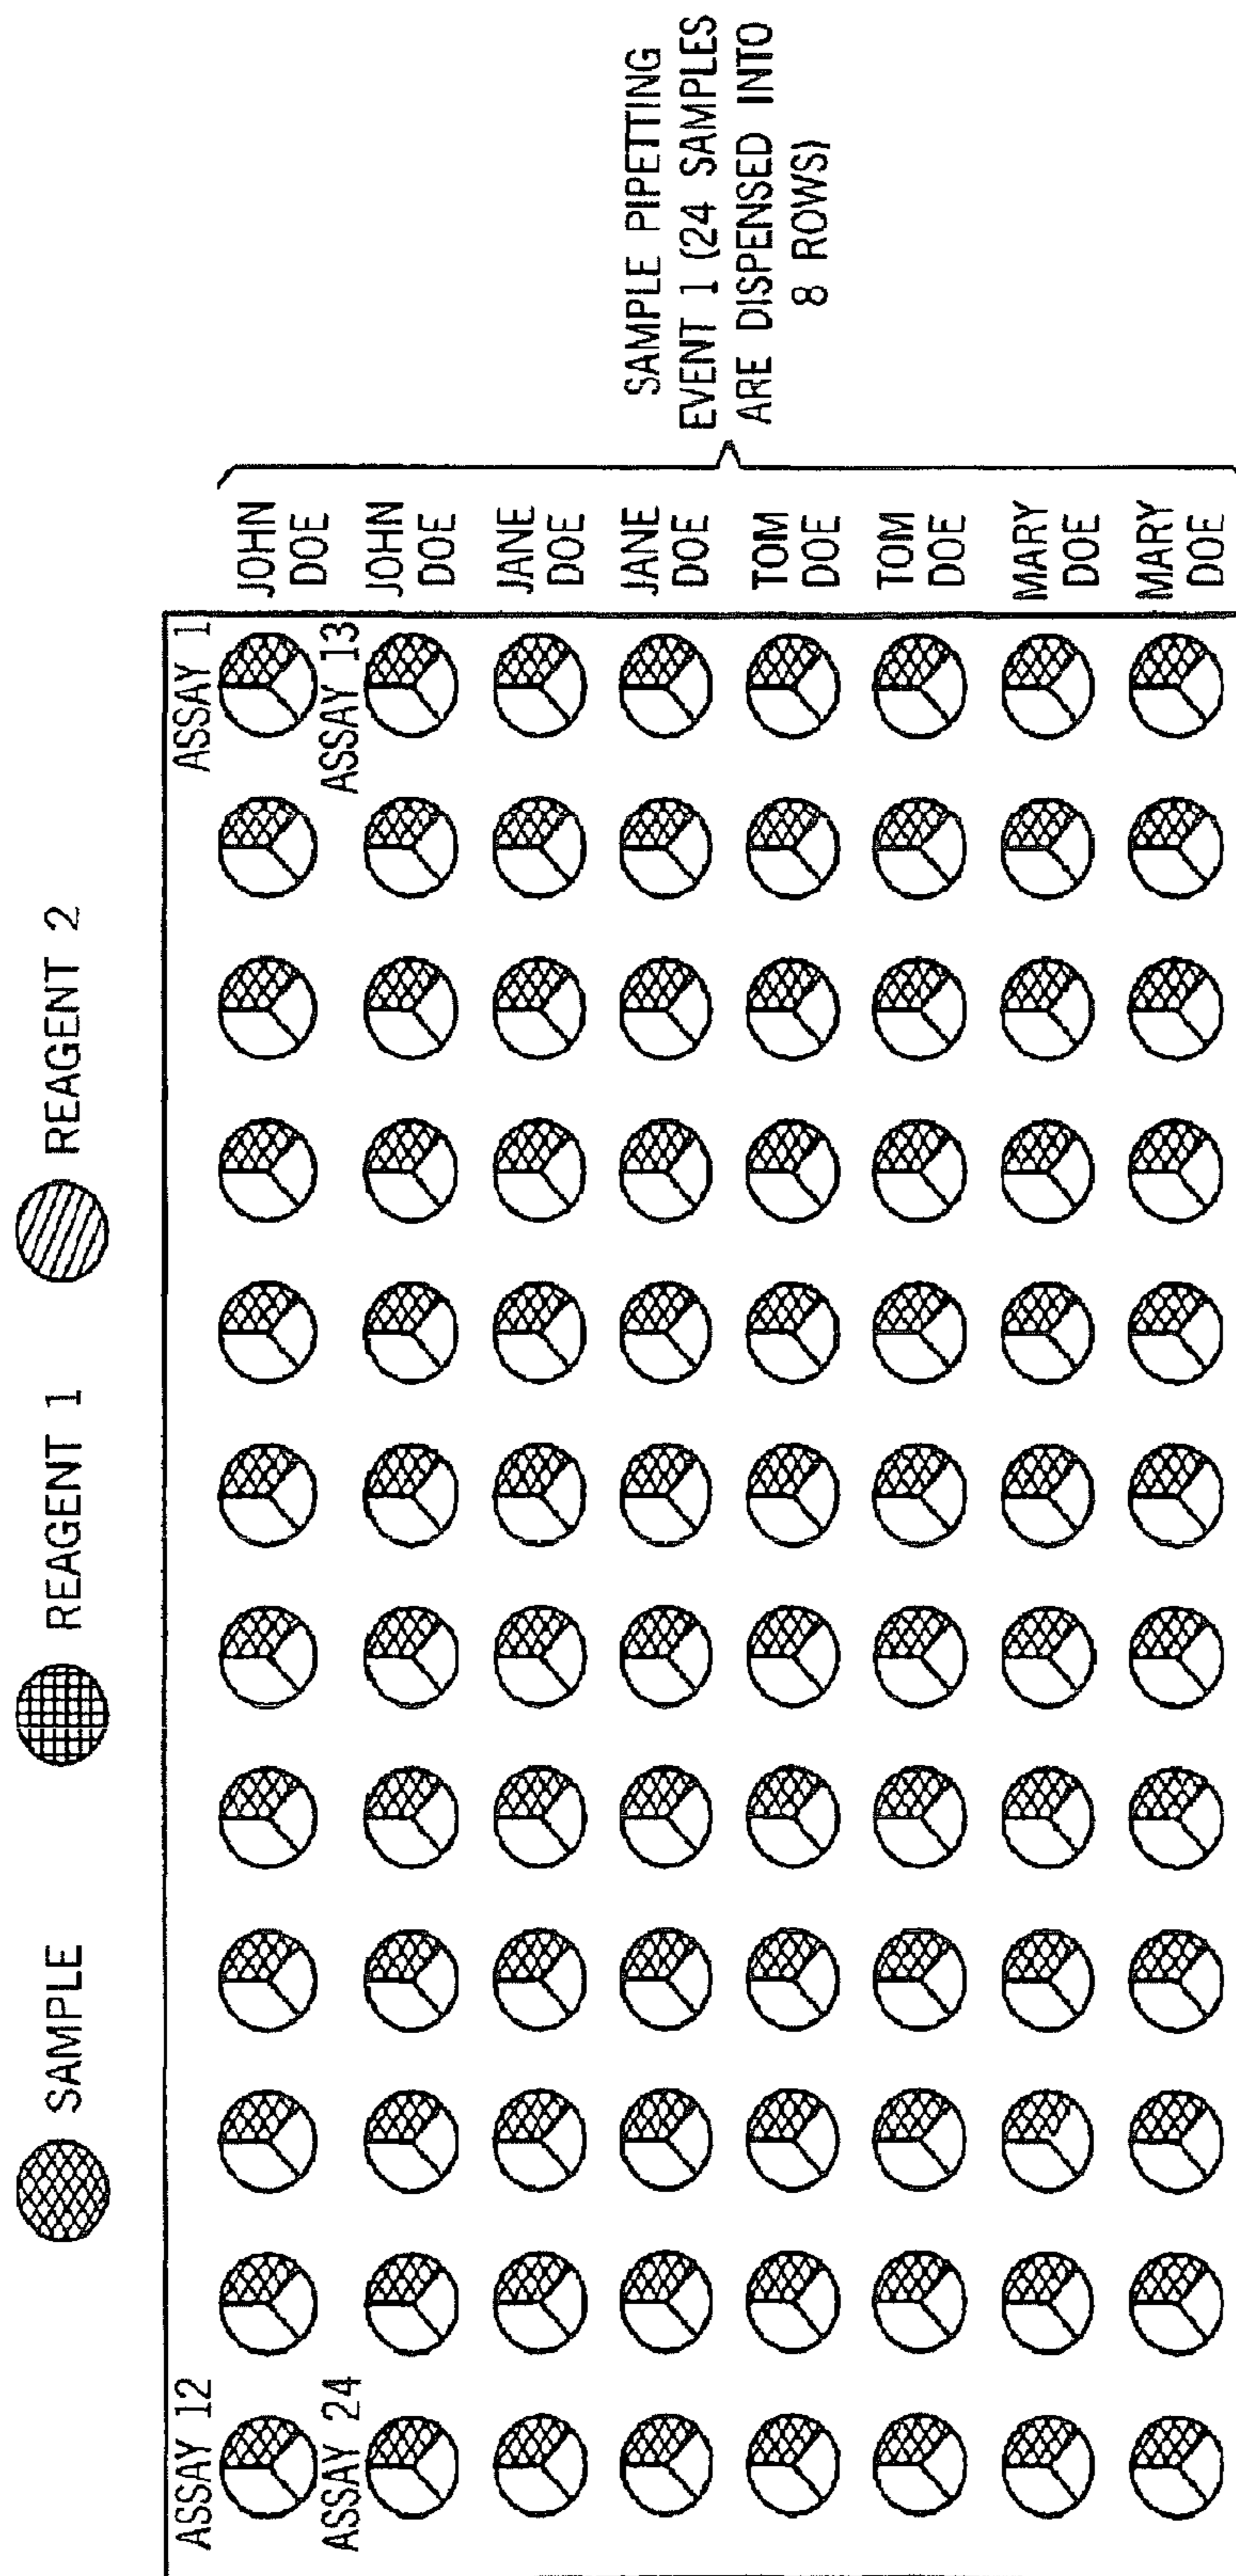 SAMPLE REAGENT 1 REAGENT 2
ASSAY 12 ASSAY 1
JOHN
DOE
ASSAY 24 ASSAY 13
JOHN
DOE
JANE
DOE
JANE
DOE
TOM
DOE
TOM
DOE
MARY
DOE
MARY
DOE
SAMPLE PIPETTING
EVENT 1 (24 SAMPLES
ARE DISPENSED INTO
8 ROWS)